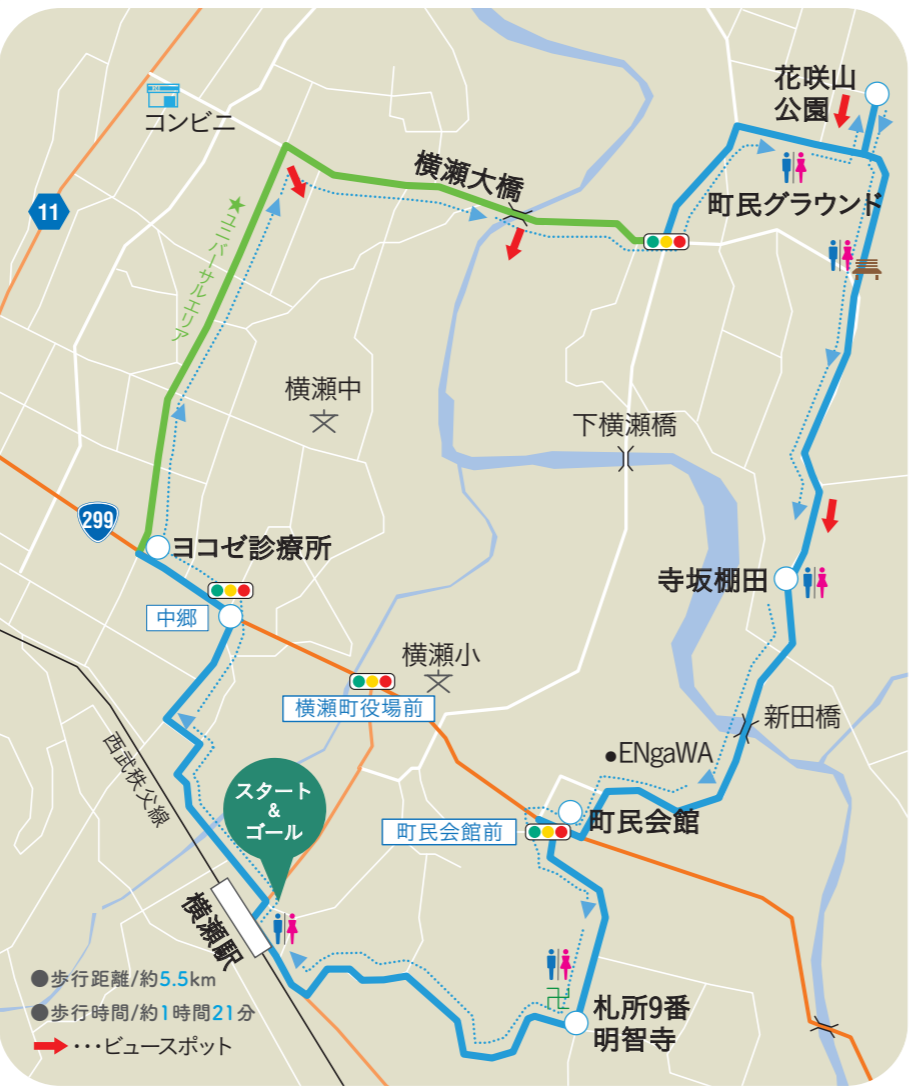 花咲山
公園
コンビニ
横瀬大橋
11
町民グラウンド
★ユニバーサルエリア
横瀬中
下横瀬橋
299
ヨコゼ診療所
寺坂棚田
中郷
横瀬小
横瀬町役場前
新田橋
西武秩父線
●ENgaWA
スタート
&
ゴール
町民会館
町民会館前
横瀬駅
●歩行距離/約5.5km
札所9番
明智寺
●歩行時間/約1時間21分
・・・ビュースポット